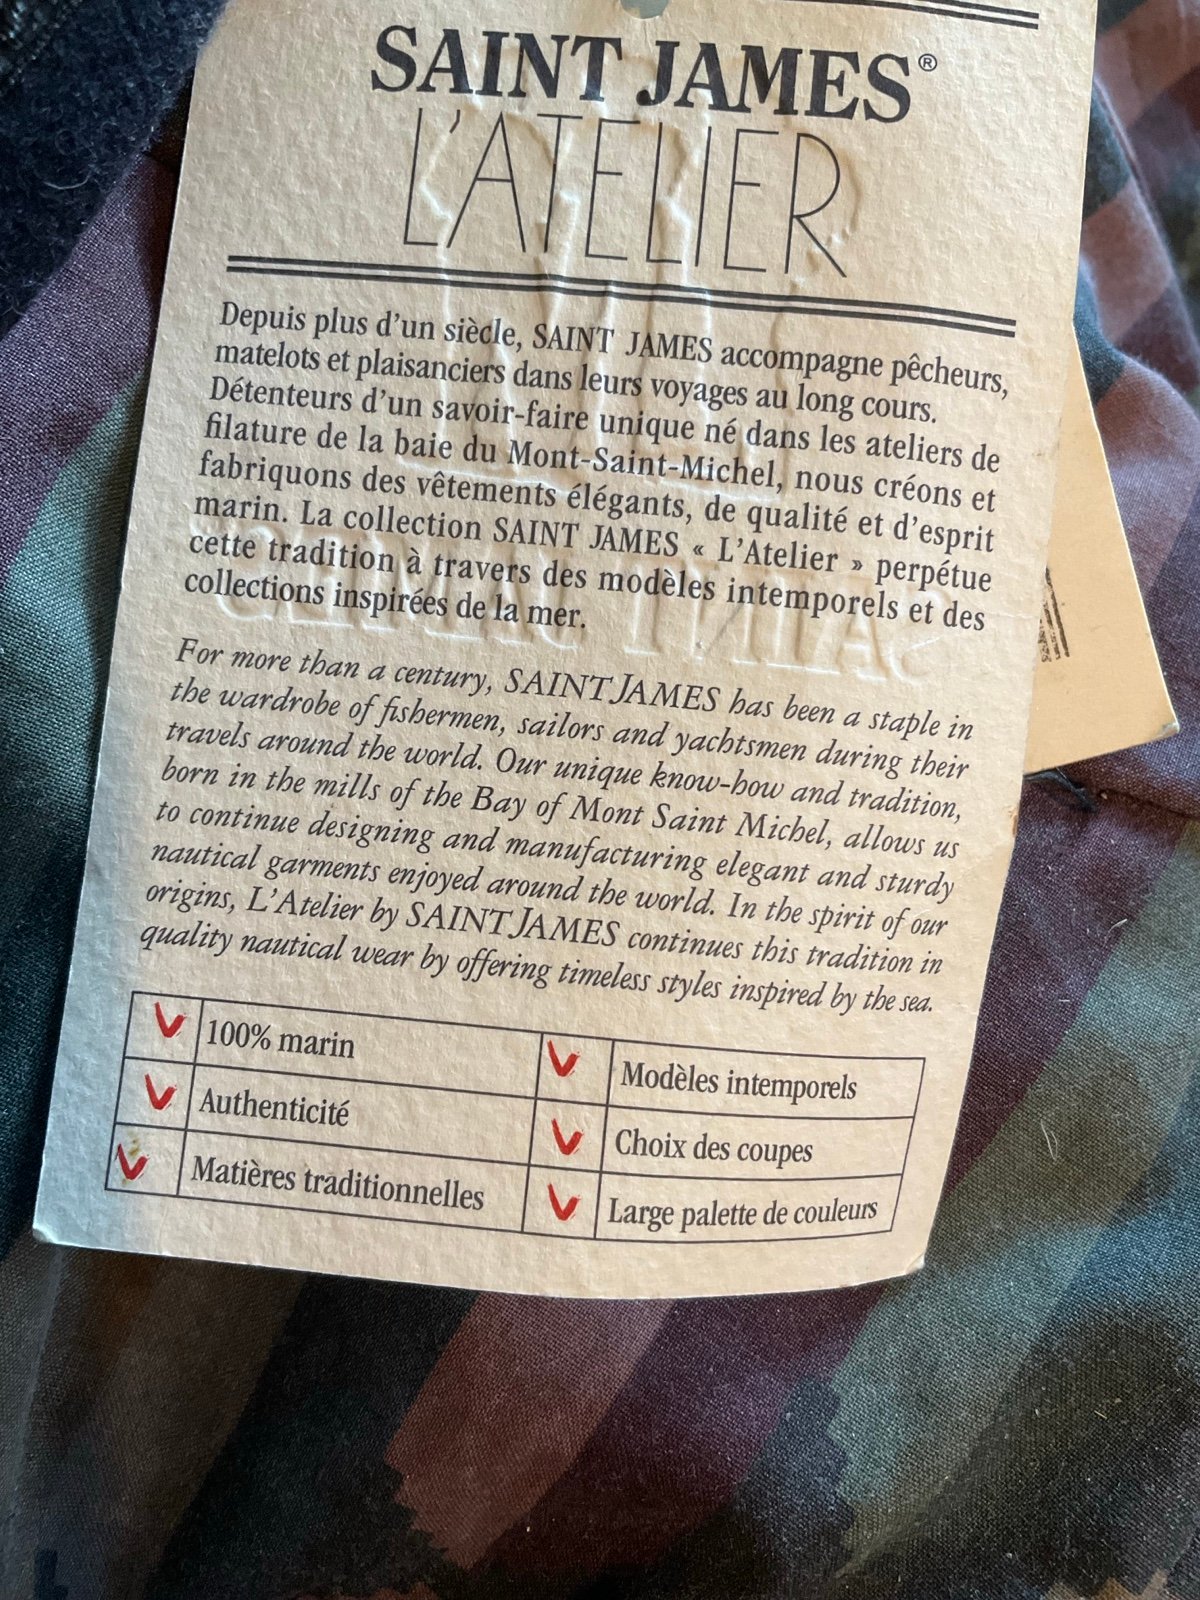 SAINT JAMES®
L'ATELIER
Depuis plus d'un siècle, SAINT JAMES accompagne pêcheurs,
matelots et plaisanciers dans leurs voyages au long cours.
Détenteurs d'un savoir-faire unique né dans les ateliers de
filature de la baie du Mont-Saint-Michel, nous créons et
fabriquons des vêtements élégants, de qualité et d'esprit
marin. La collection SAINT JAMES « L'Atelier » perpétue
cette tradition à travers des modèles intemporels et des
collections inspirées de la mer.
For more than a century, SAINT JAMES has been a staple in
the wardrobe of fishermen, sailors and yachtsmen during their
travels around the world. Our unique know-how and tradition,
born in the mills of the Bay of Mont Saint Michel, allows us
to continue designing and manufacturing elegant and sturdy
nautical garments enjoyed around the world. In the spirit of our
origins, L'Atelier by SAINT JAMES continues this tradition in
quality nautical wear by offering timeless styles inspired by the sea.
100% marin
Modèles intemporels
Authenticité
Choix des coupes
Matières traditionnelles
Large palette de couleurs